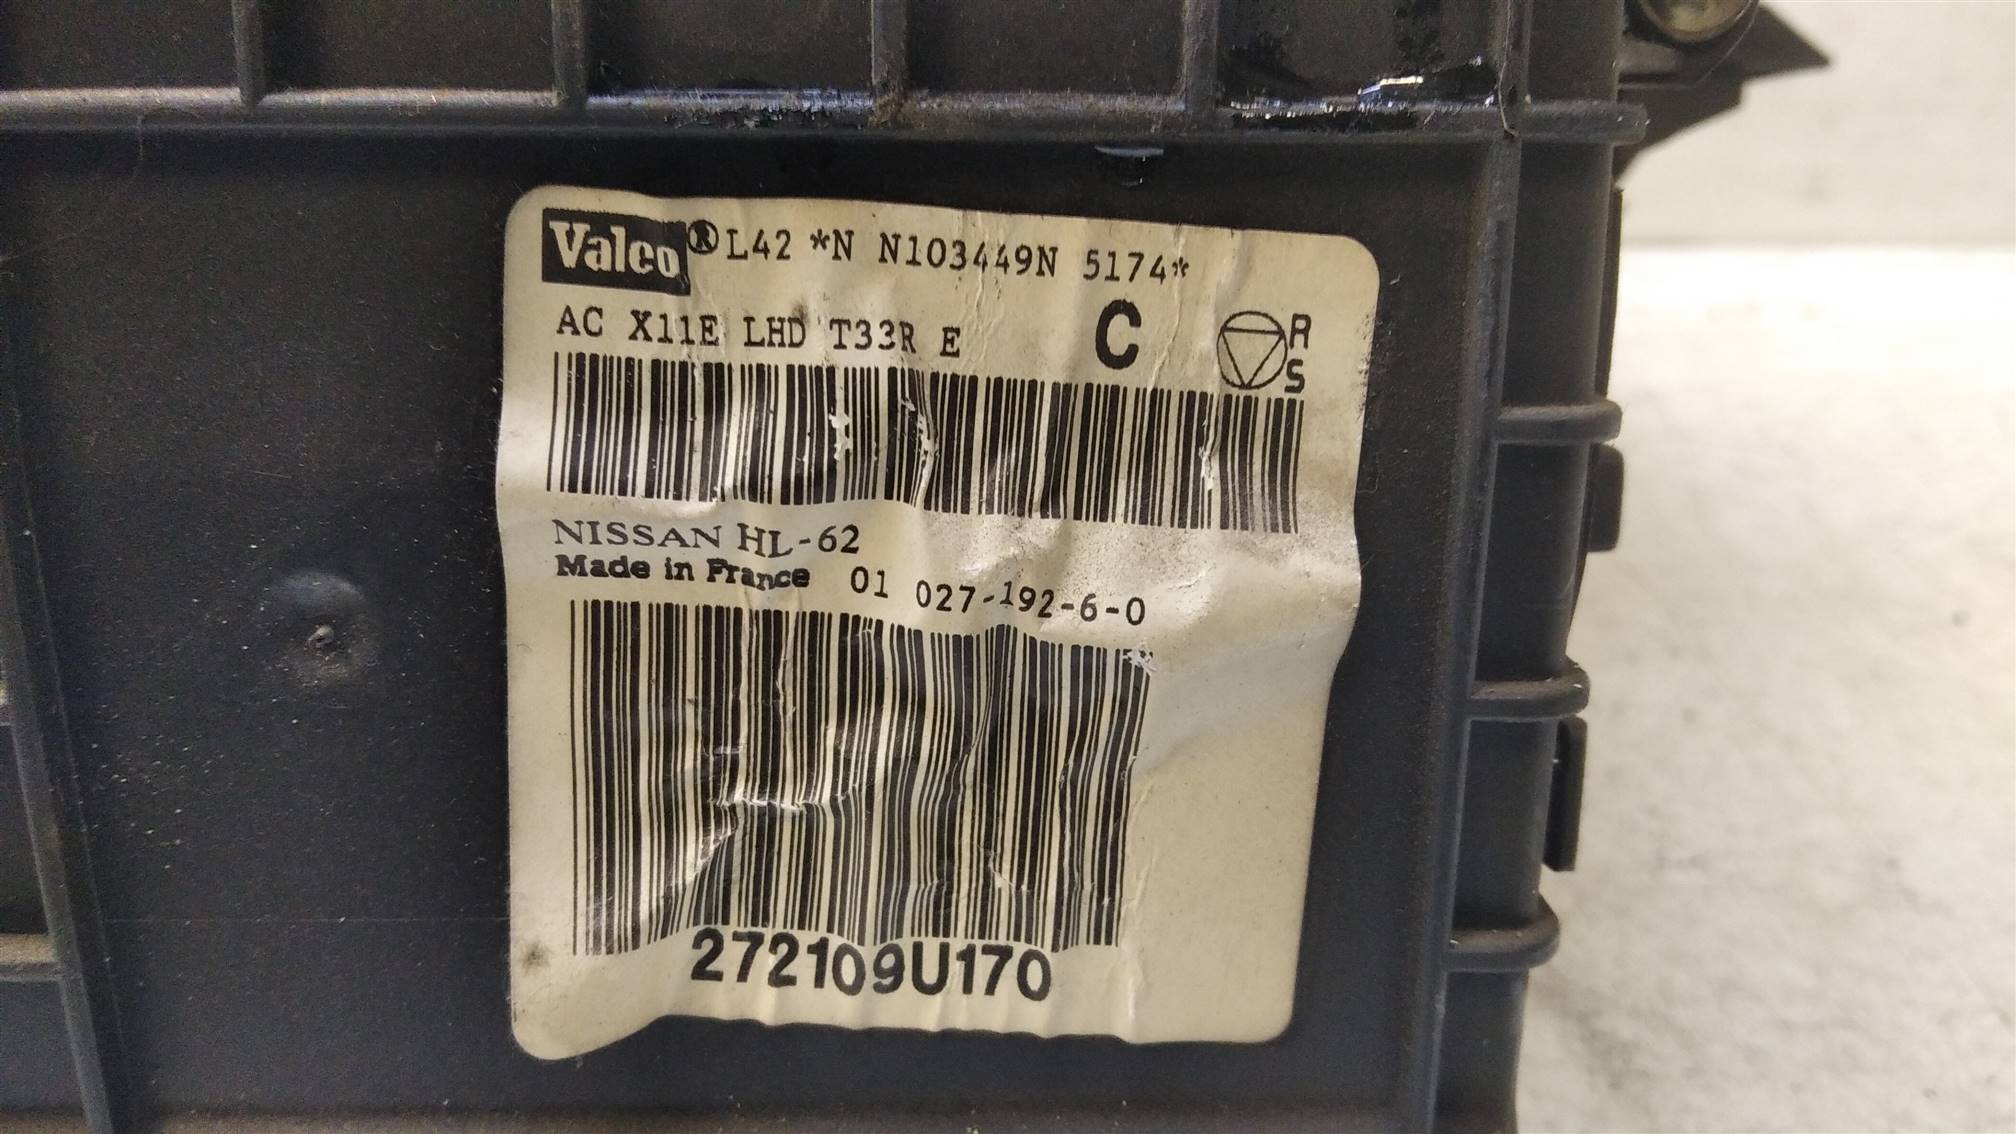 Valeo® L42 *N N103449N 5174*
AC X11E LHD T33R E C R S
NISSAN HL-62
Made in France 01 027-192-6-0
272109U170